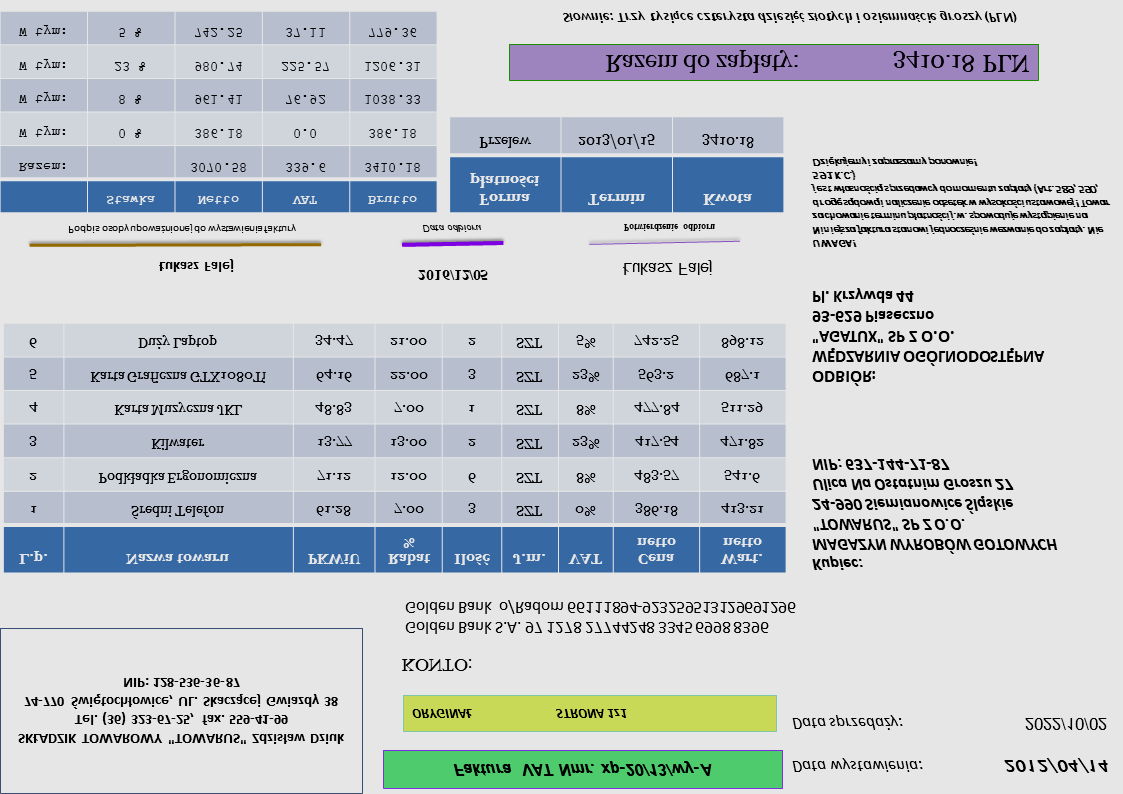 Faktura VAT Nmr. xp-20/13/wy-A
Data wystawienia: 2012/04/14
SKŁADZIK TOWAROWY "TOWARUS" Zdzisław Dziuk
Tel. (36) 323-67-25, fax. 559-41-99
74-770 Świętochłowice, UL. Skaczącej Gwiazdy 38
NIP: 128-536-36-87
ORYGINAŁ STRONA 1z1
Data sprzedaży: 2022/10/02
KONTO:
Golden Bank S.A. 97 1278 27744248 3345 6998 8396
Golden Bank o/Radom 66111894-923259513129691296
Kupiec:
MAGAZYN WYROBÓW GOTOWYCH
"TOWARUS" SP Z O.O.
24-990 Siemianowice Śląskie
Ulica Na Ostatnim Groszu 27
NIP: 637-144-71-87
L.p. Nazwa towaru PKWiU Rabat % Ilość J.m. VAT Cena netto Wart. netto
1 Średni Telefon 61.28 7.00 3 SZT 0% 386.18 413.21
2 Podkładka Ergonomiczna 71.12 12.00 6 SZT 8% 483.57 541.6
3 Kilwater 13.77 13.00 2 SZT 23% 417.54 471.82
4 Karta Muzyczna JKL 48.83 7.00 1 SZT 8% 477.84 511.29
5 Karta Graficzna GTX1080Ti 64.16 22.00 3 SZT 23% 563.2 687.1
6 Duży Laptop 34.47 21.00 2 SZT 5% 742.25 898.12
ODBIÓR:
WĘDZARNIA OGÓLNODOSTĘPNA
"AGATUX" SP Z O.O.
93-629 Piaseczno
Pl. Krzywda 44
Łukasz Falej
2016/12/05
Łukasz Falej
Podpis osoby upoważnionej do wystawienia faktury
Data odbioru
Potwierdzenie odbioru
UWAGA!
Niniejsza faktura stanowi jednocześnie wezwanie do zapłaty. Nie
zachowanie terminu płatności j.w. spowoduje wystąpienie na
drogę sądową i naliczenie odsetek w wysokości ustawowej! Towar
jest własnością sprzedawcy do momentu zapłaty (Art. 589, 590,
591 K.C)
Dziękujemy i zapraszamy ponownie!
Stawka Netto VAT Brutto
Razem: 3070.58 339.6 3410.18
W tym: 0 % 386.18 0.0 386.18
W tym: 8 % 961.41 76.92 1038.33
W tym: 23 % 980.74 225.57 1206.31
W tym: 5 % 742.25 37.11 779.36
Forma płatności Termin Kwota
Przelew 2013/01/15 3410.18
Razem do zapłaty: 3410.18 PLN
Słownie: Trzy tysiące czterysta dziesięć złotych i osiemnaście groszy (PLN)